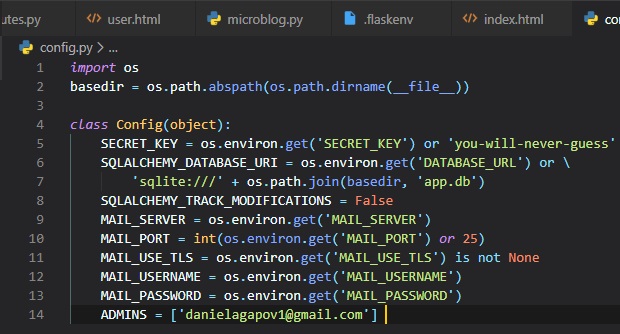 utes.py user.html microblog.py .flaskenv index.html
config.py > ...
1 import os
2 basedir = os.path.abspath(os.path.dirname(__file__))
3
4 class Config(object):
5 SECRET_KEY = os.environ.get('SECRET_KEY') or 'you-will-never-guess'
6 SQLALCHEMY_DATABASE_URI = os.environ.get('DATABASE_URL') or \
7 'sqlite:///' + os.path.join(basedir, 'app.db')
8 SQLALCHEMY_TRACK_MODIFICATIONS = False
9 MAIL_SERVER = os.environ.get('MAIL_SERVER')
10 MAIL_PORT = int(os.environ.get('MAIL_PORT') or 25)
11 MAIL_USE_TLS = os.environ.get('MAIL_USE_TLS') is not None
12 MAIL_USERNAME = os.environ.get('MAIL_USERNAME')
13 MAIL_PASSWORD = os.environ.get('MAIL_PASSWORD')
14 ADMINS = ['danielagapov1@gmail.com']